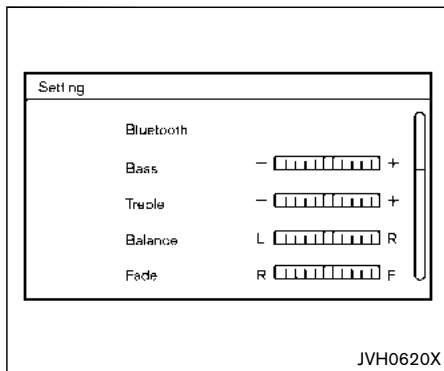 Setting
Bluetooth
Bass − +
Treble − +
Balance L R
Fade R F
JVH0620X